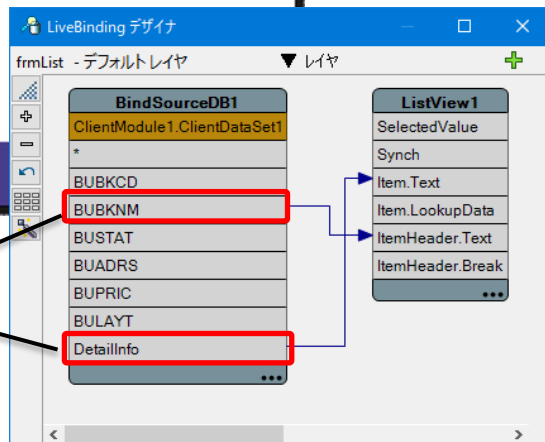 LiveBinding デザイナ
frmList - デフォルト レイヤ ▼ レイヤ
BindSourceDB1
ClientModule1.ClientDataSet1
*
BUBKCD
BUBKNM
BUSTAT
BUADRS
BUPRIC
BULAYT
DetailInfo
ListView1
SelectedValue
Synch
Item.Text
Item.LookupData
ItemHeader.Text
ItemHeader.Break